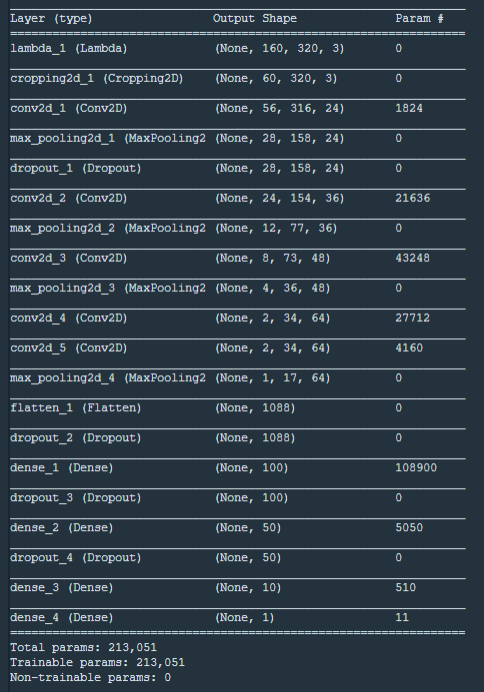 Layer (type) Output Shape Param #
lambda_1 (Lambda) (None, 160, 320, 3) 0
cropping2d_1 (Cropping2D) (None, 60, 320, 3) 0
conv2d_1 (Conv2D) (None, 56, 316, 24) 1824
max_pooling2d_1 (MaxPooling2 (None, 28, 158, 24) 0
dropout_1 (Dropout) (None, 28, 158, 24) 0
conv2d_2 (Conv2D) (None, 24, 154, 36) 21636
max_pooling2d_2 (MaxPooling2 (None, 12, 77, 36) 0
conv2d_3 (Conv2D) (None, 8, 73, 48) 43248
max_pooling2d_3 (MaxPooling2 (None, 4, 36, 48) 0
conv2d_4 (Conv2D) (None, 2, 34, 64) 27712
conv2d_5 (Conv2D) (None, 2, 34, 64) 4160
max_pooling2d_4 (MaxPooling2 (None, 1, 17, 64) 0
flatten_1 (Flatten) (None, 1088) 0
dropout_2 (Dropout) (None, 1088) 0
dense_1 (Dense) (None, 100) 108900
dropout_3 (Dropout) (None, 100) 0
dense_2 (Dense) (None, 50) 5050
dropout_4 (Dropout) (None, 50) 0
dense_3 (Dense) (None, 10) 510
dense_4 (Dense) (None, 1) 11
Total params: 213,051
Trainable params: 213,051
Non-trainable params: 0